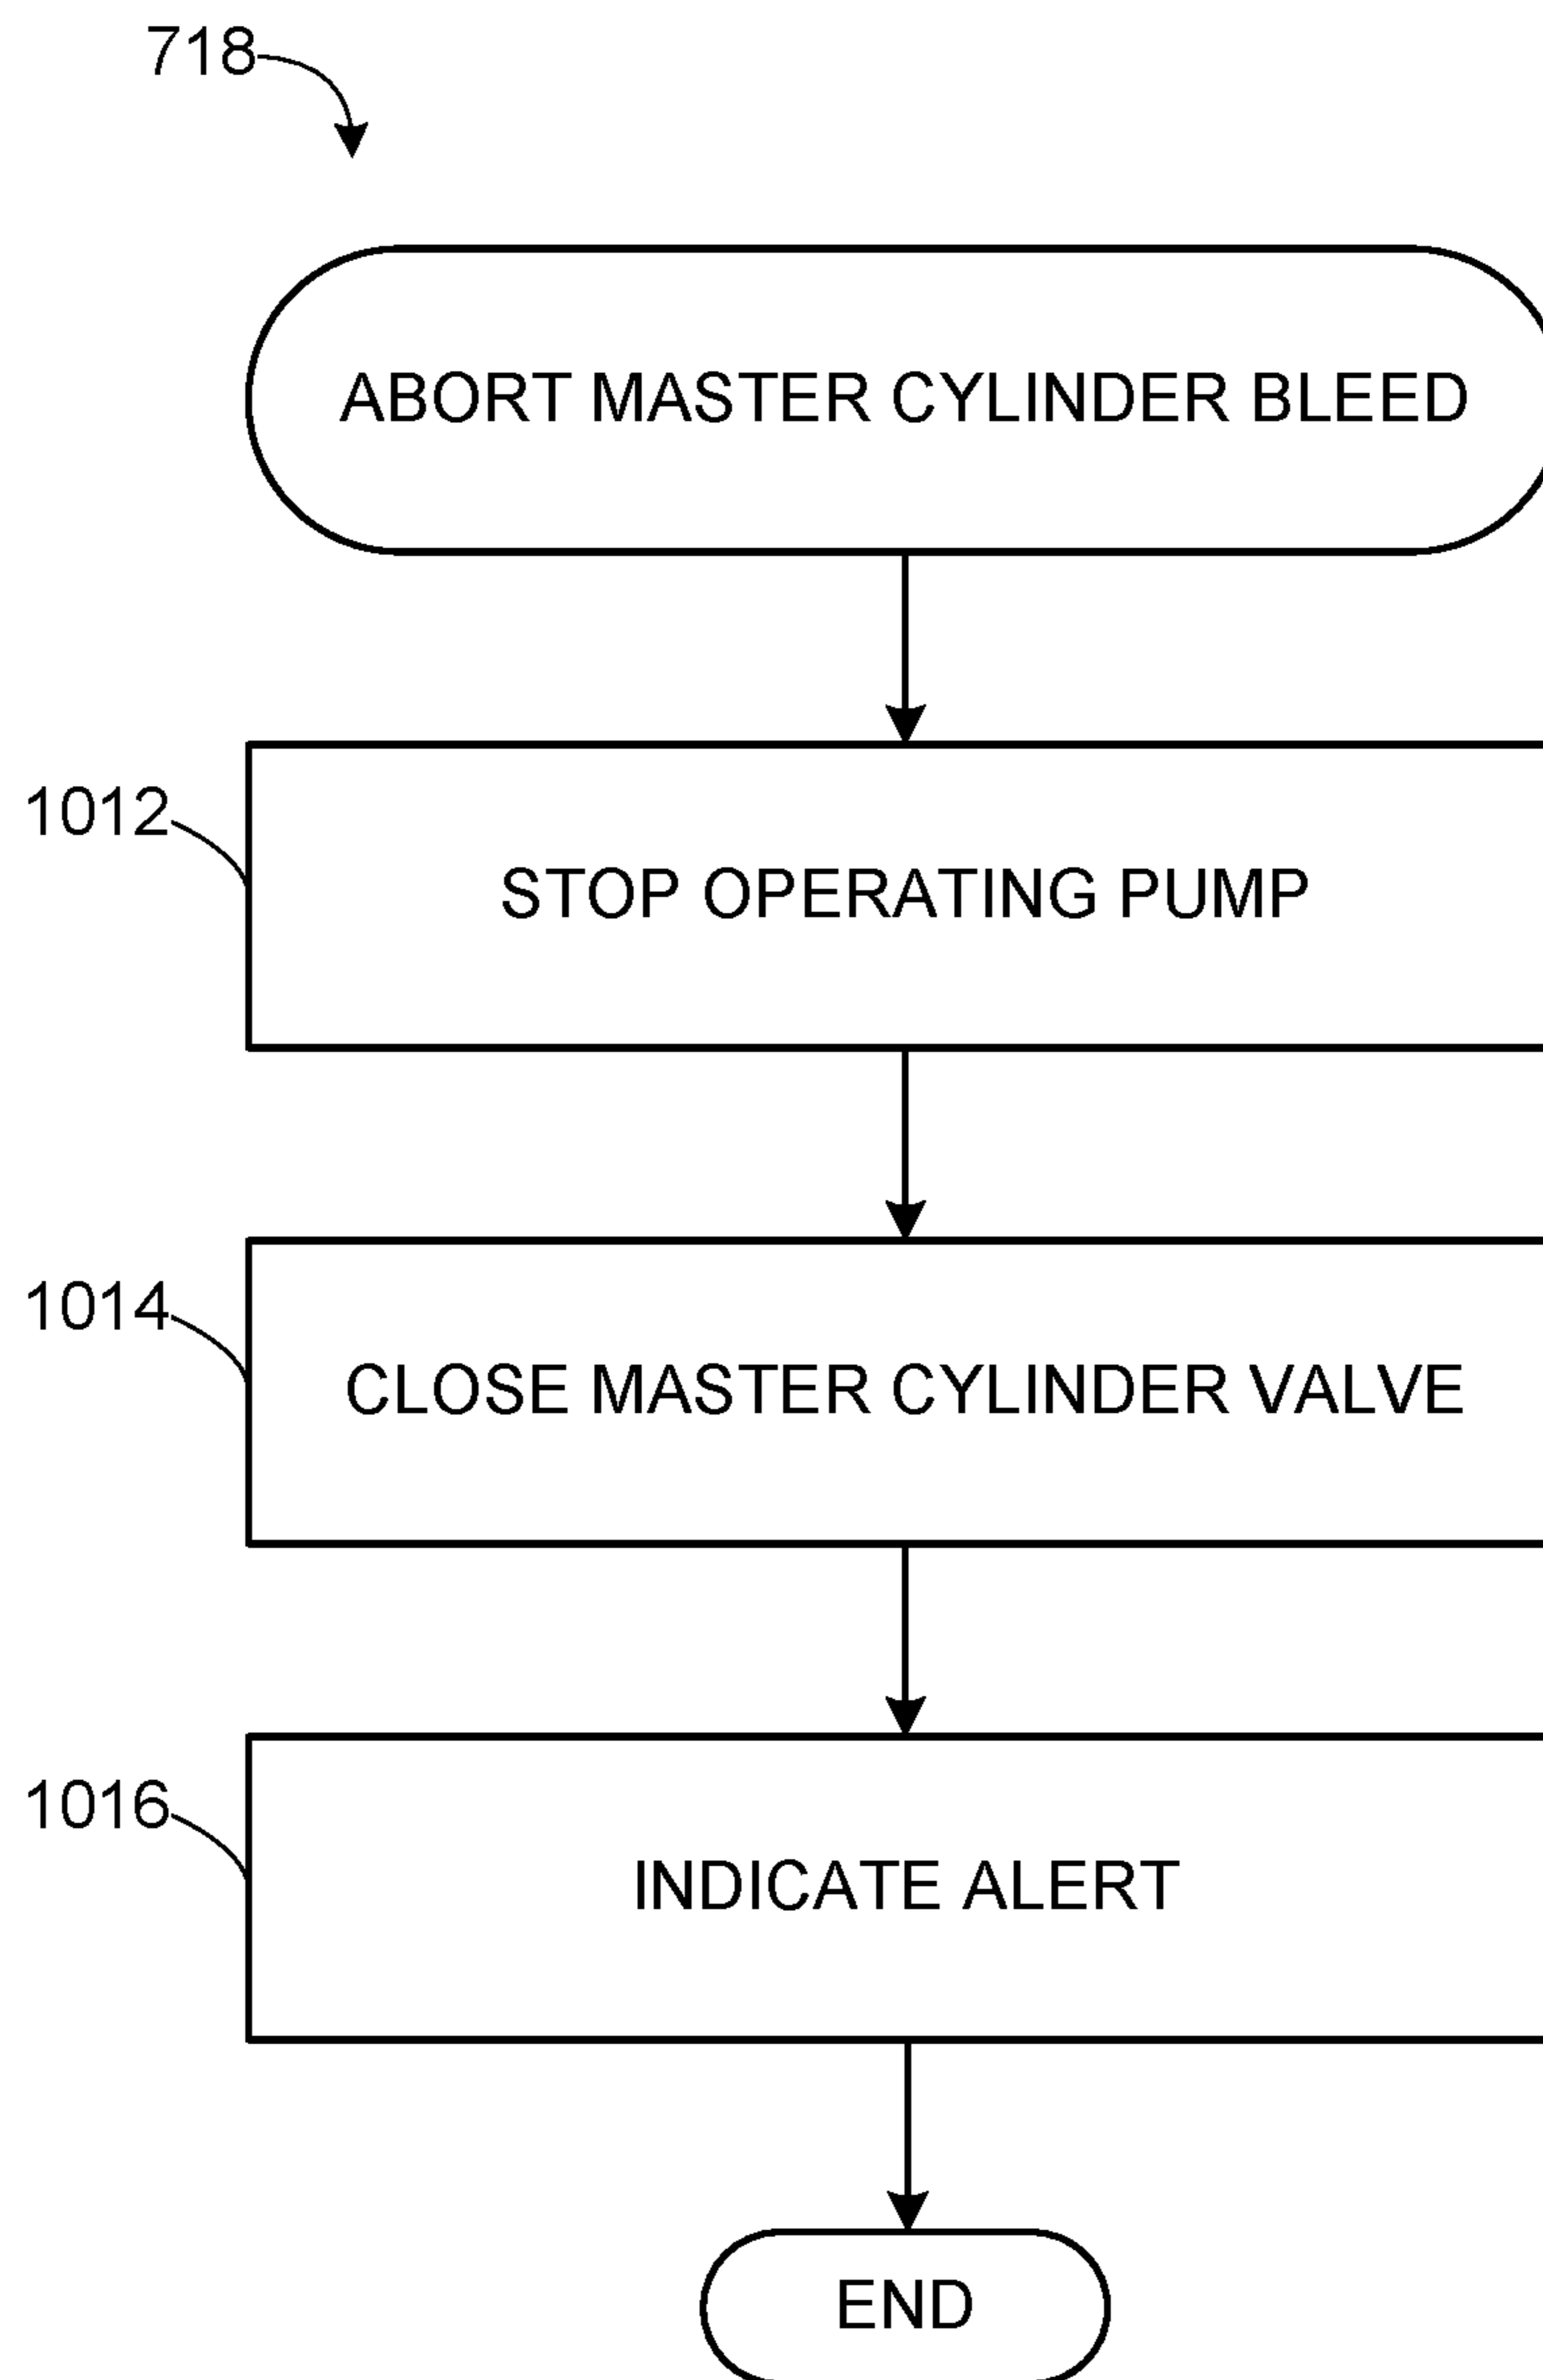 718
ABORT MASTER CYLINDER BLEED
1012
STOP OPERATING PUMP
1014
CLOSE MASTER CYLINDER VALVE
1016
INDICATE ALERT
END